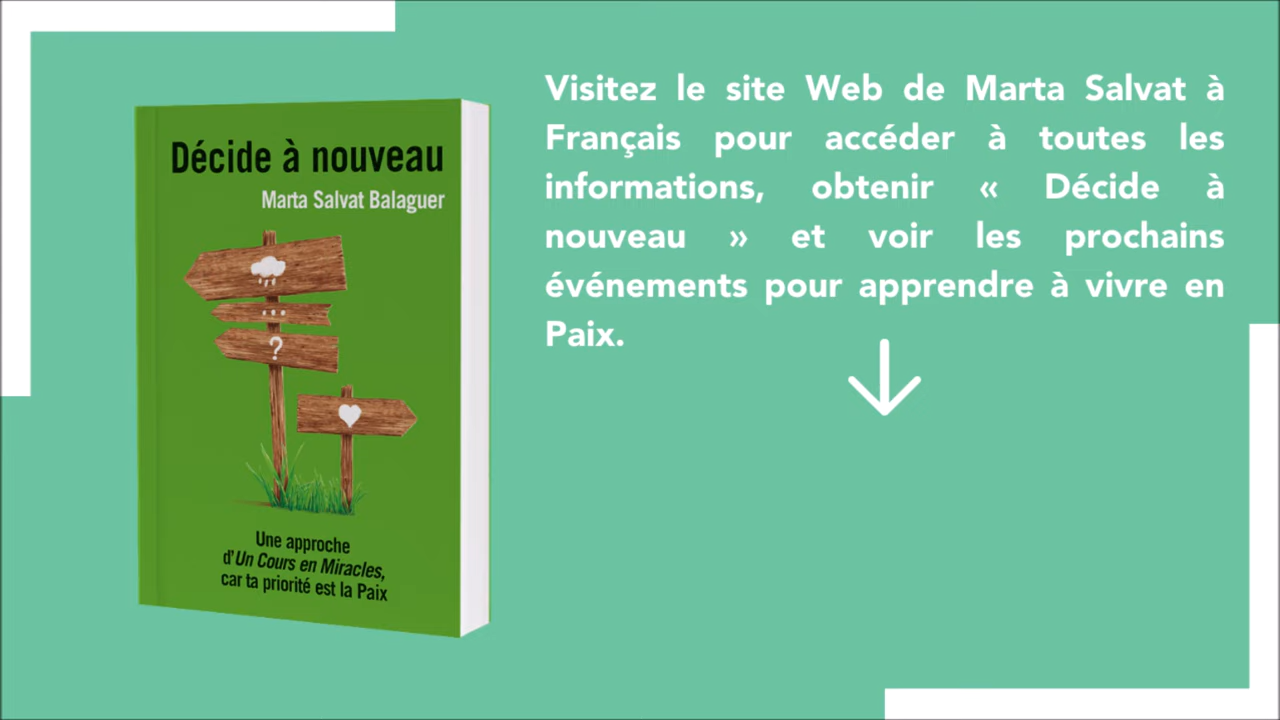 Décide à nouveau
Marta Salvat Balaguer
...
?
Une approche
d'Un Cours en Miracles,
car ta priorité est la Paix
Visitez le site Web de Marta Salvat à
Français pour accéder à toutes les
informations, obtenir « Décide à
nouveau » et voir les prochains
événements pour apprendre à vivre en
Paix.